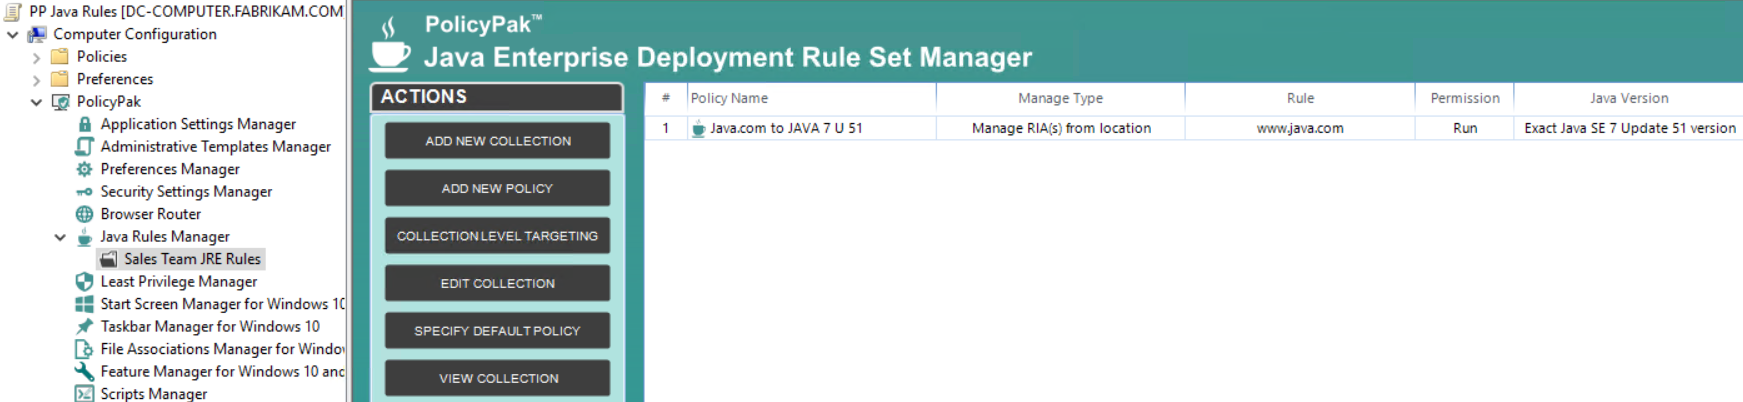 PP Java Rules [DC-COMPUTER.FABRIKAM.COM
Computer Configuration
Policies
Preferences
PolicyPak
Application Settings Manager
Administrative Templates Manager
Preferences Manager
Security Settings Manager
Browser Router
Java Rules Manager
Sales Team JRE Rules
Least Privilege Manager
Start Screen Manager for Windows 10
Taskbar Manager for Windows 10
File Associations Manager for Windo
Feature Manager for Windows 10 and
Scripts Manager
PolicyPak™
Java Enterprise Deployment Rule Set Manager
ACTIONS
ADD NEW COLLECTION
ADD NEW POLICY
COLLECTION LEVEL TARGETING
EDIT COLLECTION
SPECIFY DEFAULT POLICY
VIEW COLLECTION
# Policy Name Manage Type Rule Permission Java Version
1 Java.com to JAVA 7 U 51 Manage RIA(s) from location www.java.com Run Exact Java SE 7 Update 51 version